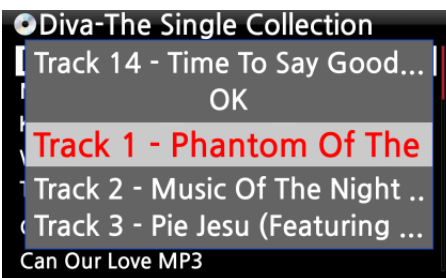 Diva-The Single Collection
Track 14 - Time To Say Good...
OK
Track 1 - Phantom Of The
Track 2 - Music Of The Night ..
Track 3 - Pie Jesu (Featuring ...
Can Our Love MP3